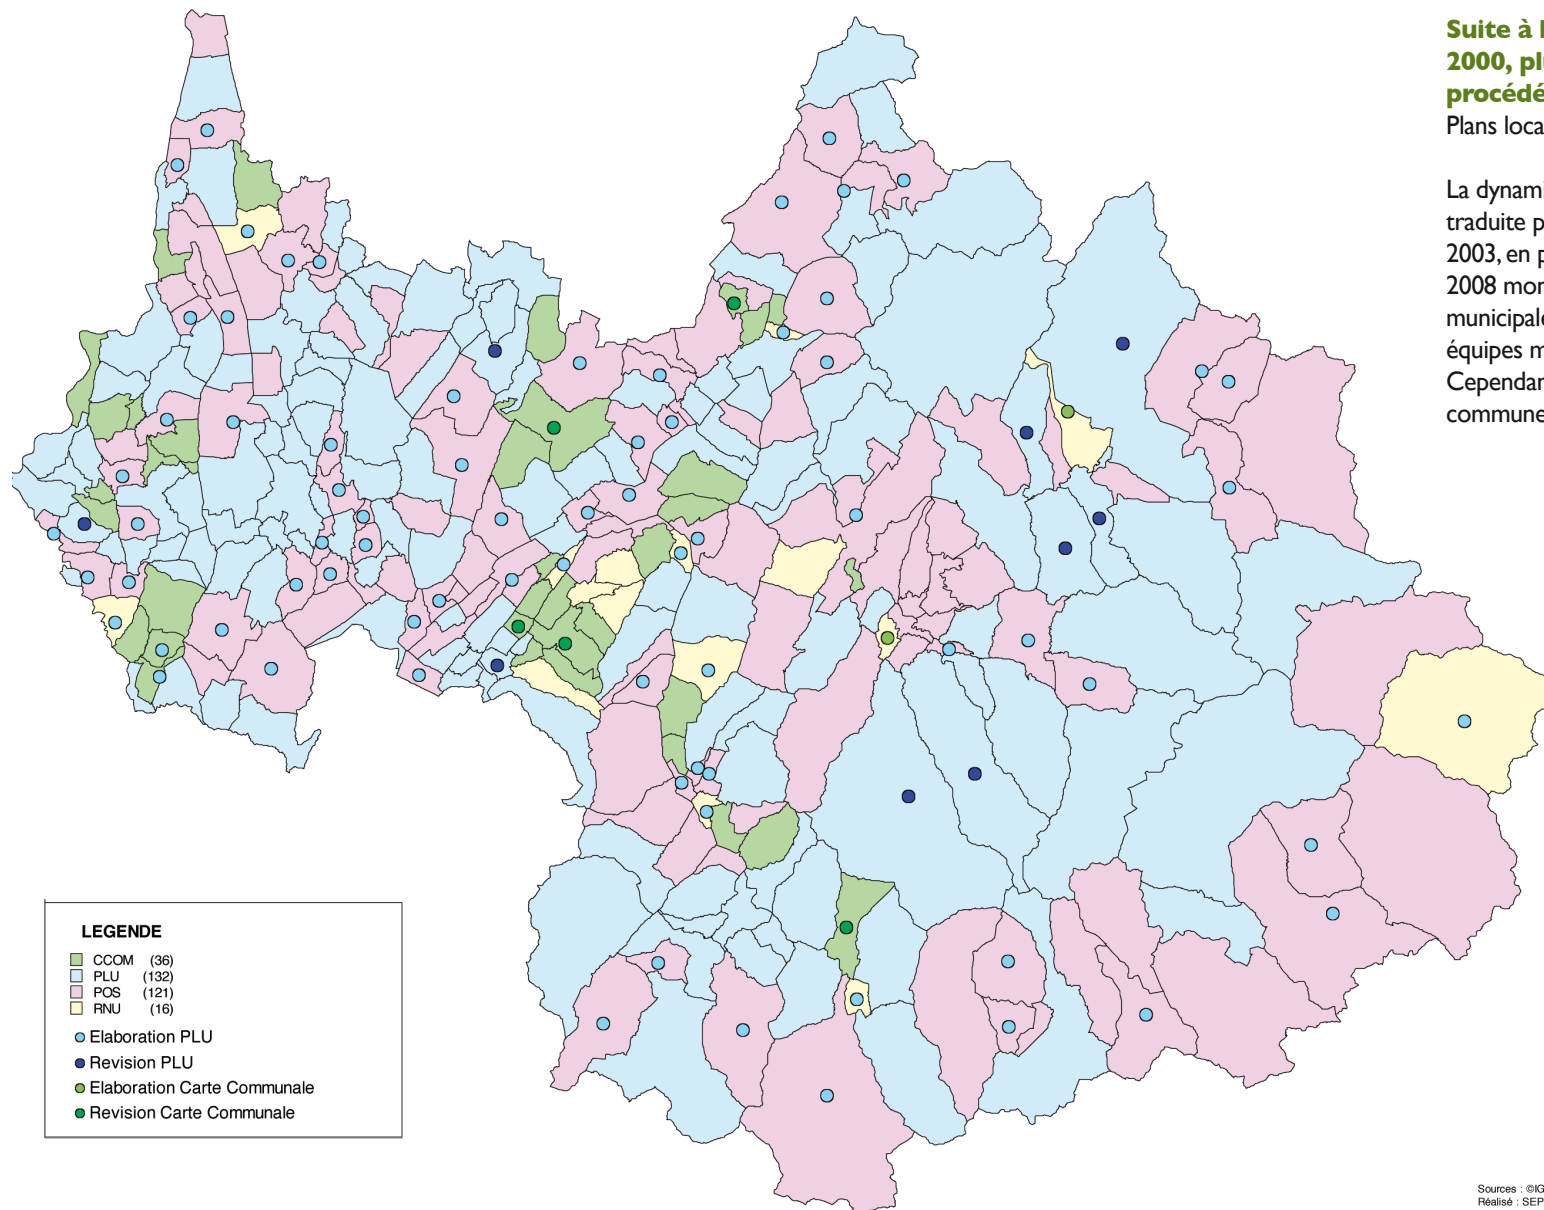 Suite à
2000,
procédé
Plans loca
La dynami
traduite p
2003, en p
2008 mor
municipale
équipes m
Cependar
commune
LEGENDE
CCOM (36)
PLU (132)
POS (121)
RNU (16)
Elaboration PLU
Revision PLU
Elaboration Carte Communale
Revision Carte Communale
Sources : ©IG
Réalisé : SEP